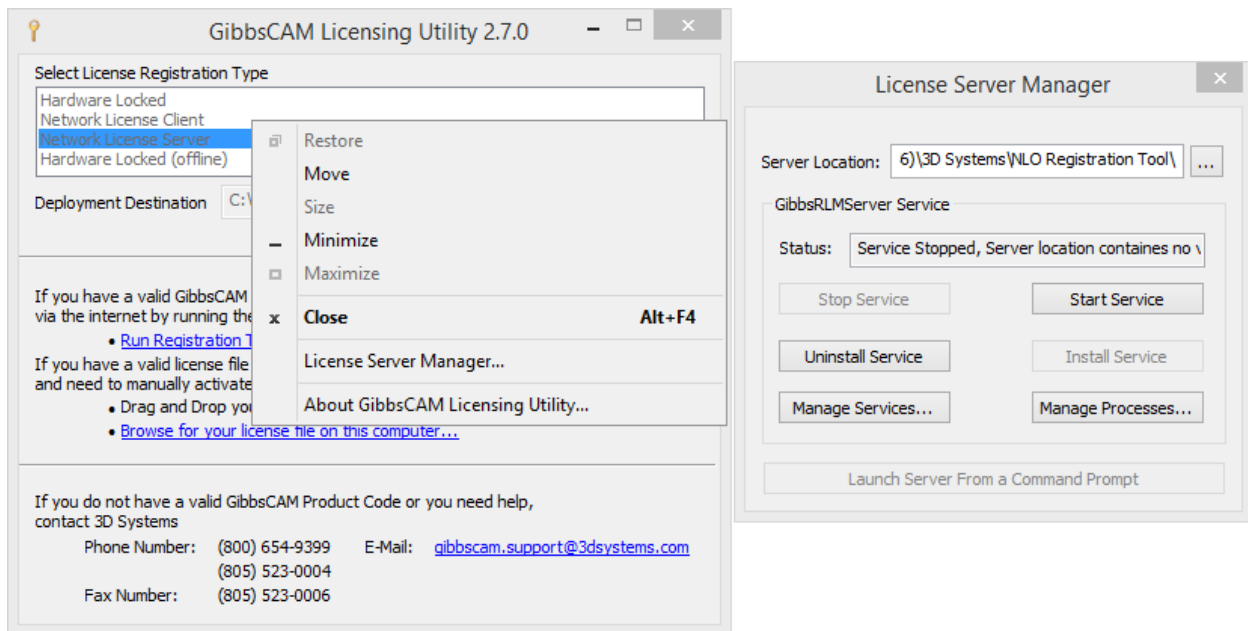 GibbsCAM Licensing Utility 2.7.0
Select License Registration Type
Hardware Locked
Network License Client
Network License Server
Hardware Locked (offline)
Deployment Destination C:\
If you have a valid GibbsCAM
via the internet by running the
• Run Registration T
If you have a valid license file
and need to manually activate
• Drag and Drop you
• Browse for your license file on this computer...
If you do not have a valid GibbsCAM Product Code or you need help,
contact 3D Systems
Phone Number: (800) 654-9399 E-Mail: gibbscam.support@3dsystems.com
(805) 523-0004
Fax Number: (805) 523-0006
Restore
Move
Size
Minimize
Maximize
x Close Alt+F4
License Server Manager...
About GibbsCAM Licensing Utility...
License Server Manager
Server Location: 6)\3D Systems\NLO Registration Tool\ ...
GibbsRLMServer Service
Status: Service Stopped, Server location containes no v
Stop Service Start Service
Uninstall Service Install Service
Manage Services... Manage Processes...
Launch Server From a Command Prompt